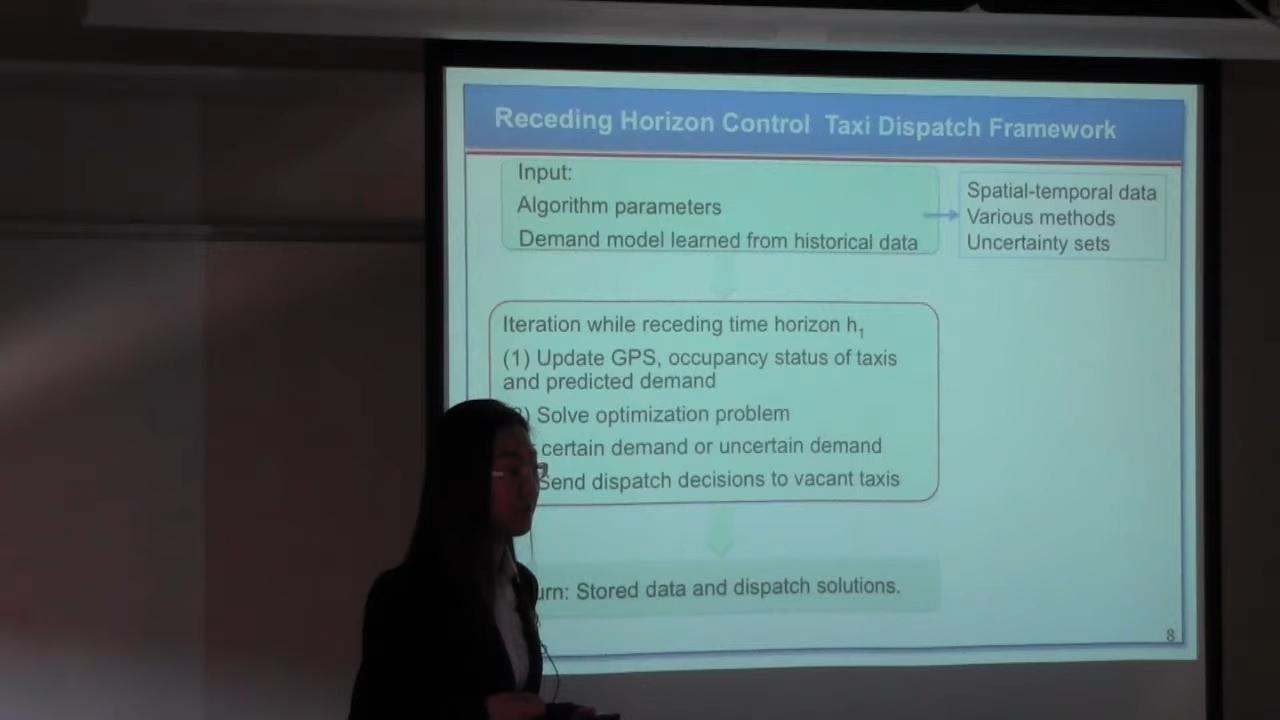 Receding Horizon Control Taxi Dispatch Framework
Input:
Algorithm parameters
Demand model learned from historical data
Spatial-temporal data
Various methods
Uncertainty sets
Iteration while receding time horizon h1
(1) Update GPS, occupancy status of taxis
and predicted demand
Solve optimization problem
certain demand or uncertain demand
Send dispatch decisions to vacant taxis
Stored data and dispatch solutions.
8